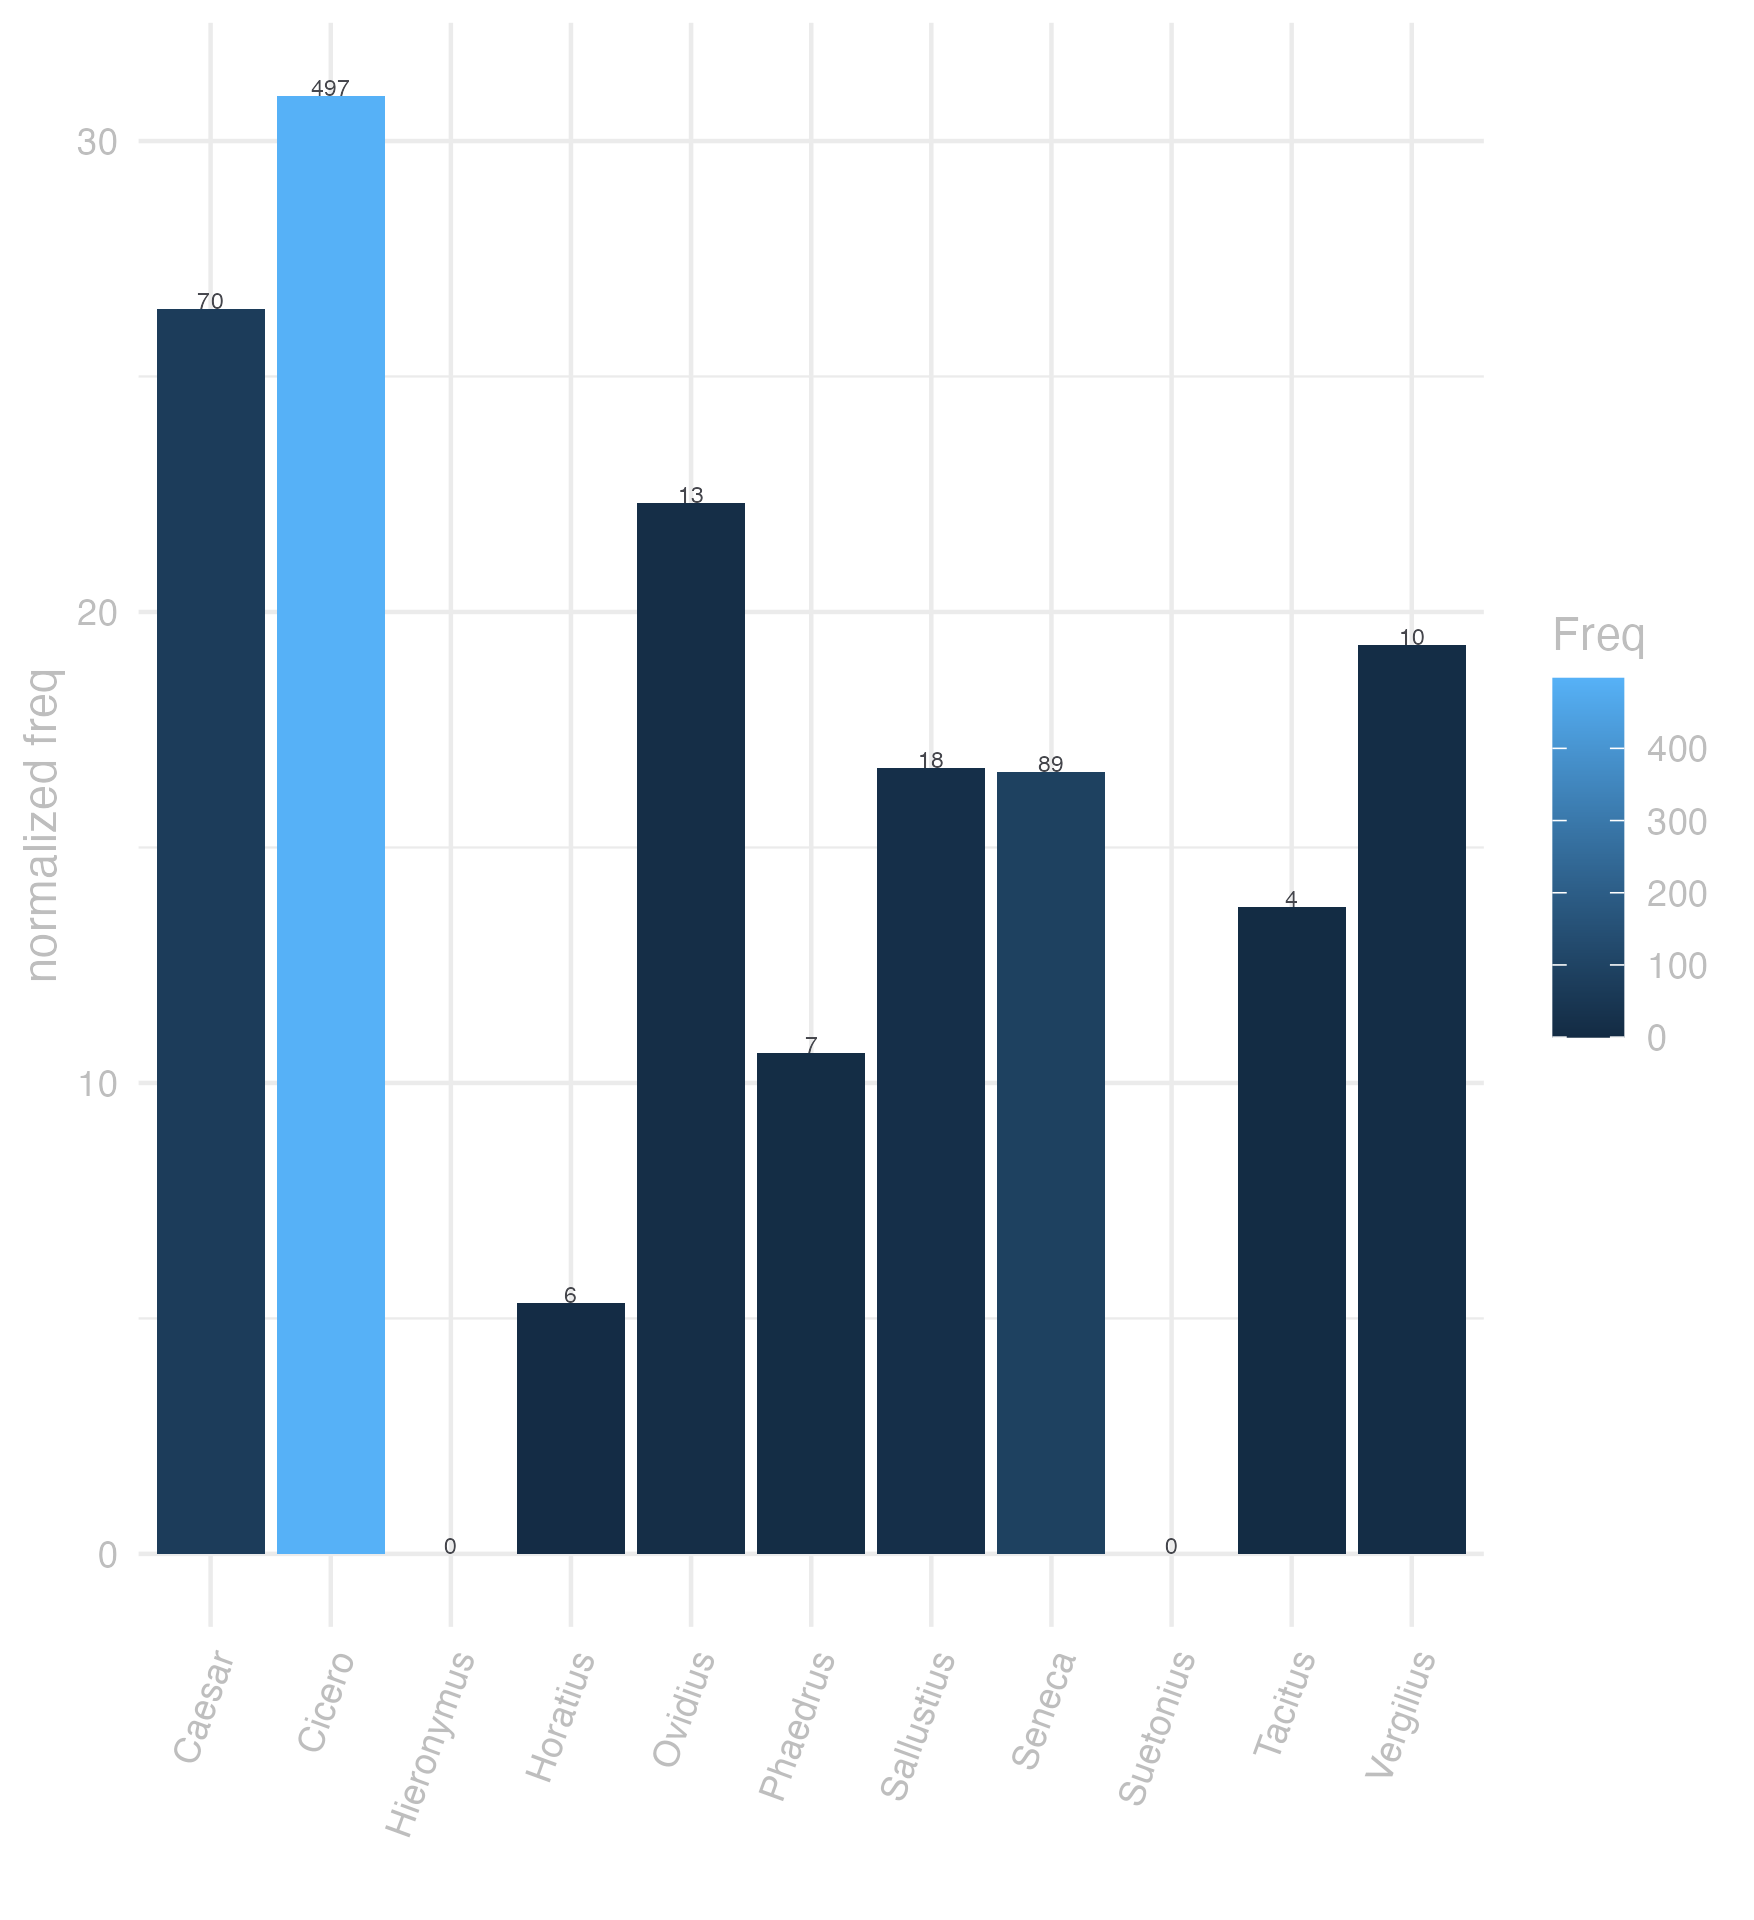 497
30
70
13
20
10
18
89
4
7
10
6
0
0
0
normalized freq
Freq
400
300
200
100
0
Caesar
Cicero
Hieronymus
Horatius
Ovidius
Phaedrus
Sallustius
Seneca
Suetonius
Tacitus
Vergilius